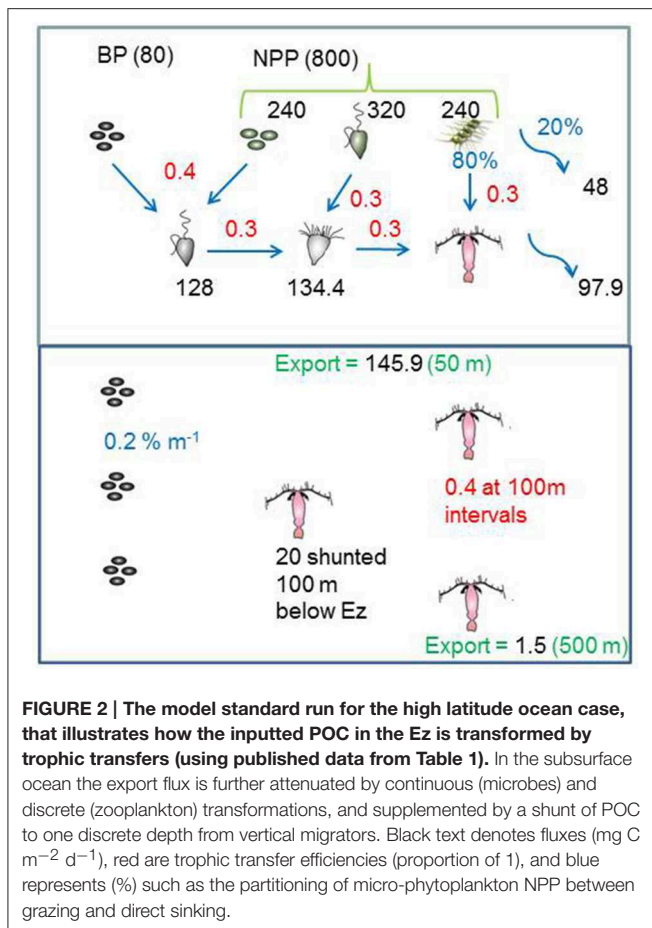 BP (80) NPP (800)
240 320 240 20%
80%
0.4 0.3 0.3 48
0.3 0.3
128 134.4 97.9
Export = 145.9 (50 m)
0.2 % m⁻¹
0.4 at 100m
intervals
20 shunted
100 m
below Ez
Export = 1.5 (500 m)
FIGURE 2 | The model standard run for the high latitude ocean case,
that illustrates how the inputted POC in the Ez is transformed by
trophic transfers (using published data from Table 1). In the subsurface
ocean the export flux is further attenuated by continuous (microbes) and
discrete (zooplankton) transformations, and supplemented by a shunt of POC
to one discrete depth from vertical migrators. Black text denotes fluxes (mg C
m⁻² d⁻¹), red are trophic transfer efficiencies (proportion of 1), and blue
represents (%) such as the partitioning of micro-phytoplankton NPP between
grazing and direct sinking.